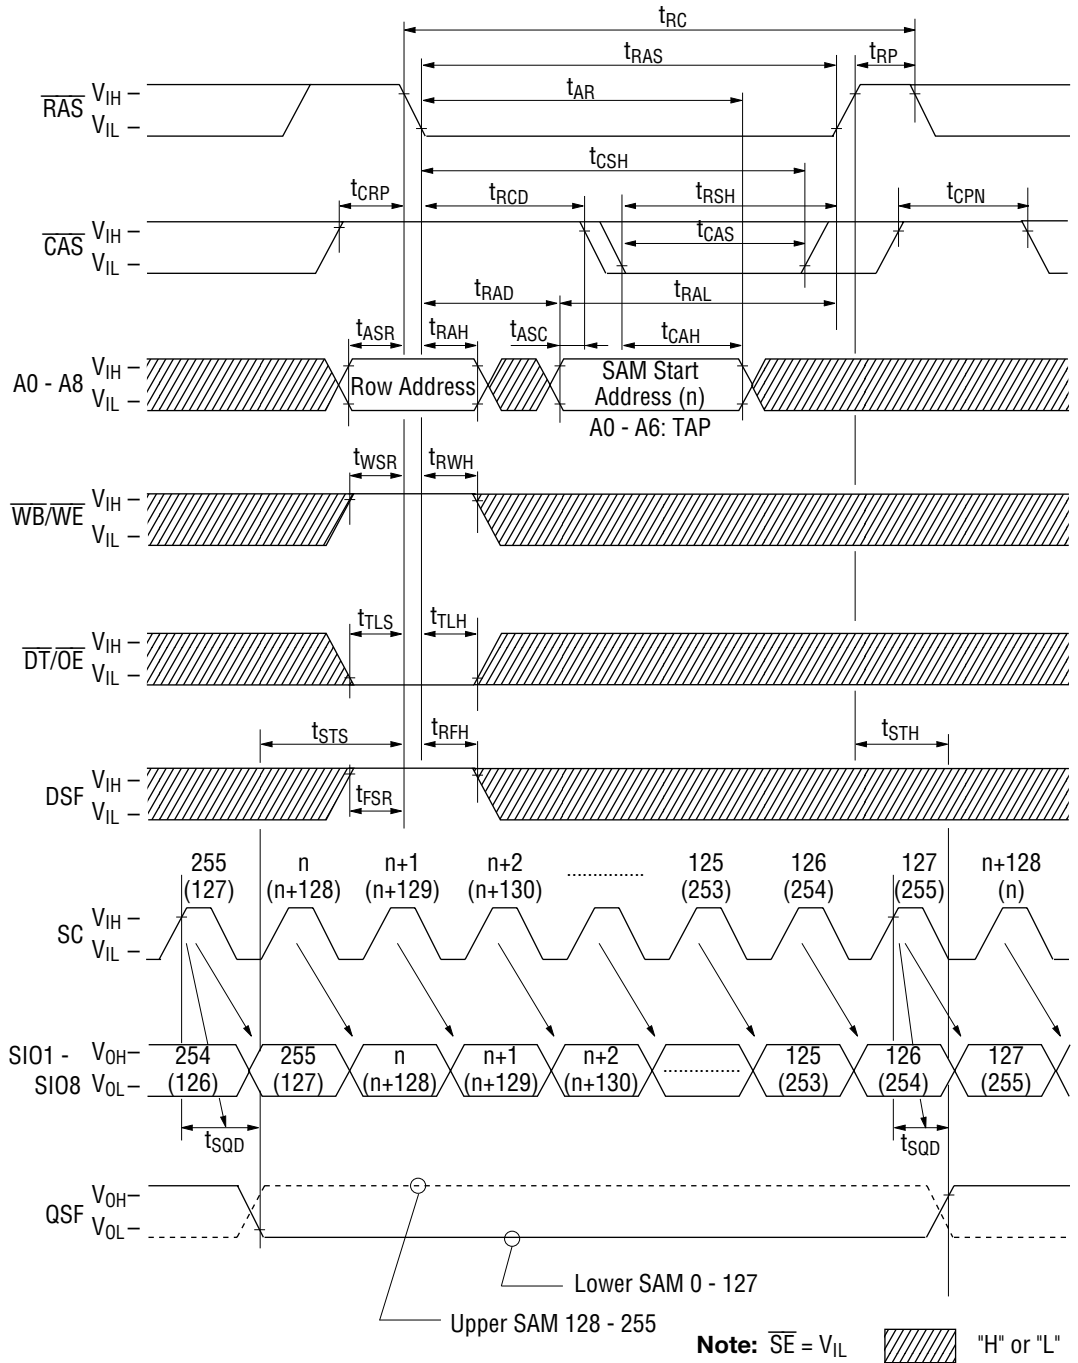 tRC
tRAS
tRP
RAS VIH
VIL
tAR
tCSH
tCRP
tRCD
tRSH
tCPN
CAS VIH
VIL
tCAS
tRAD
tRAL
tASR
tRAH
tASC
tCAH
A0 - A8 VIH
VIL
Row Address
SAM Start
Address (n)
A0 - A6: TAP
tWSR
tRWH
WB/WE VIH
VIL
tTLS
tTLH
DT/OE VIH
VIL
tSTS
tRFH
tSTH
DSF VIH
VIL
tFSR
255 n n+1 n+2 125 126 127 n+128
(127) (n+128) (n+129) (n+130) .............. (253) (254) (255) (n)
SC VIH
VIL
SIO1 - VOH 254 255 n n+1 n+2 125 126 127
SIO8 VOL (126) (127) (n+128) (n+129) (n+130) .............. (253) (254) (255)
tSQD
tSQD
QSF VOH
VOL
Lower SAM 0 - 127
Upper SAM 128 - 255
Note: SE = VIL "H" or "L"